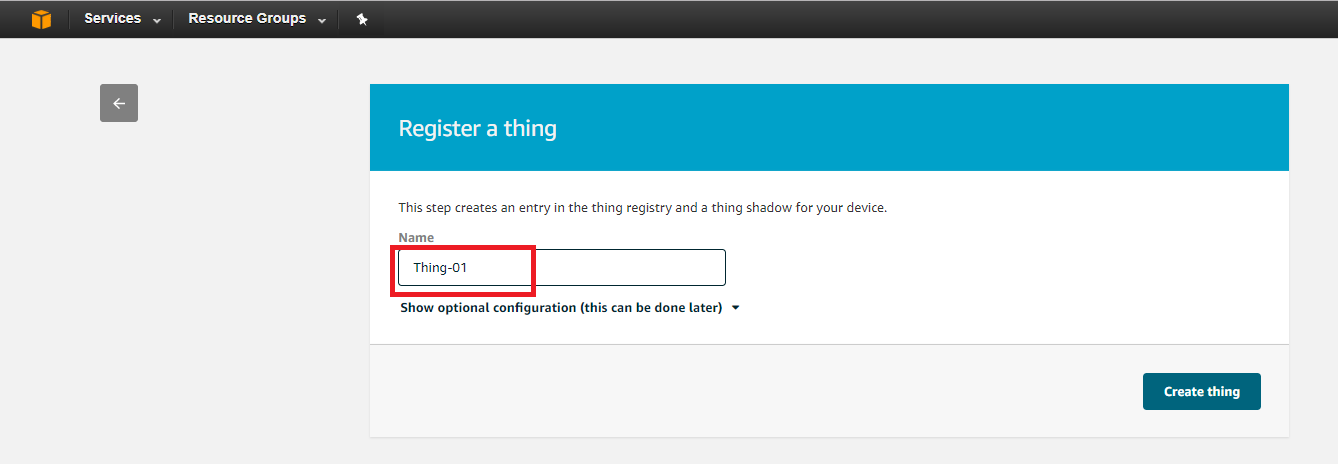 Services Resource Groups
Register a thing
This step creates an entry in the thing registry and a thing shadow for your device.
Name
Thing-01
Show optional configuration (this can be done later)
Create thing